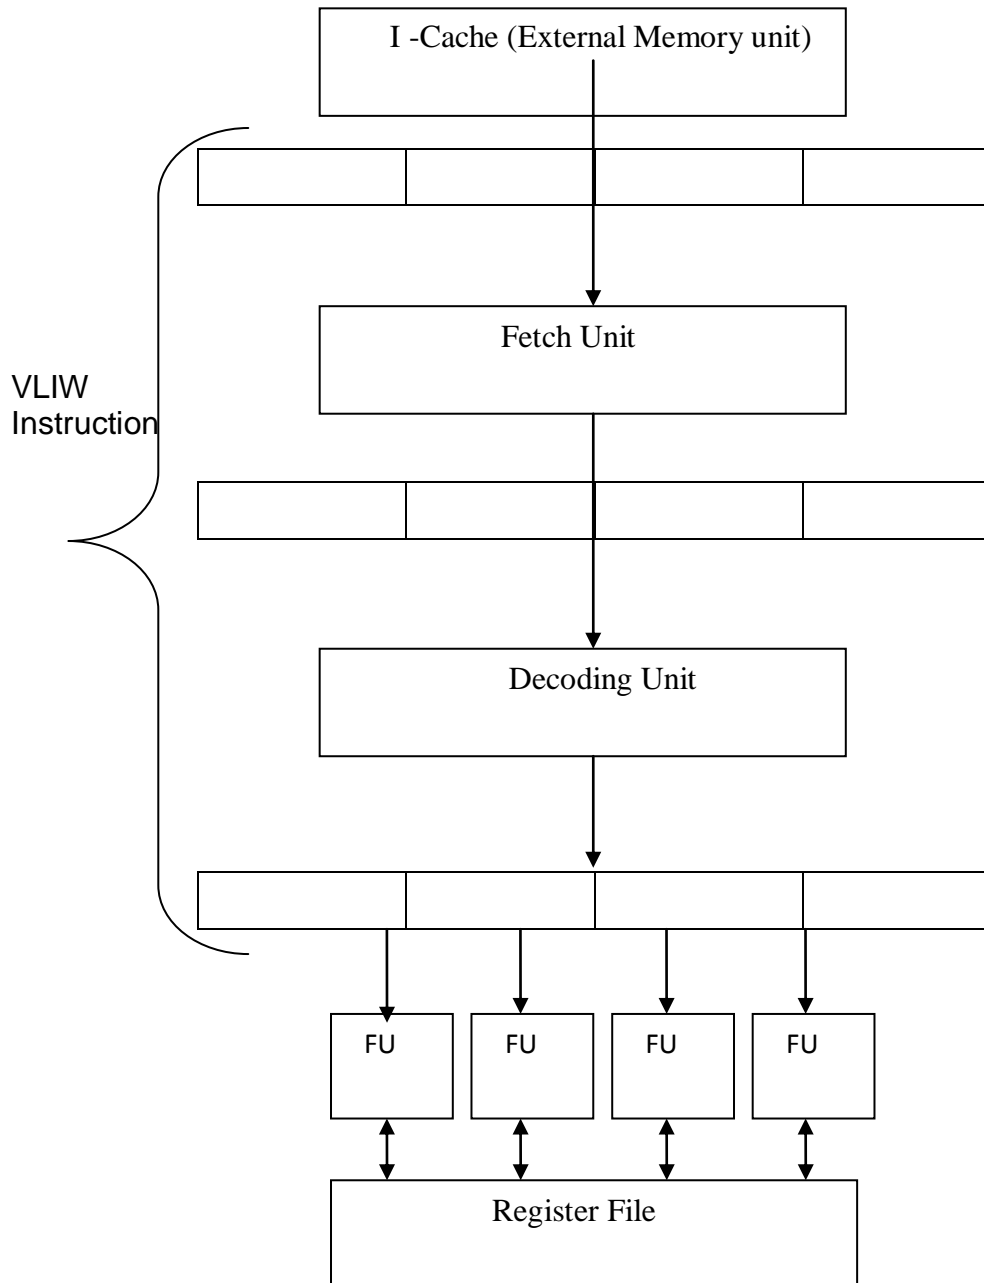 I -Cache (External Memory unit)
Fetch Unit
VLIW
Instruction
Decoding Unit
FU
FU
FU
FU
Register File